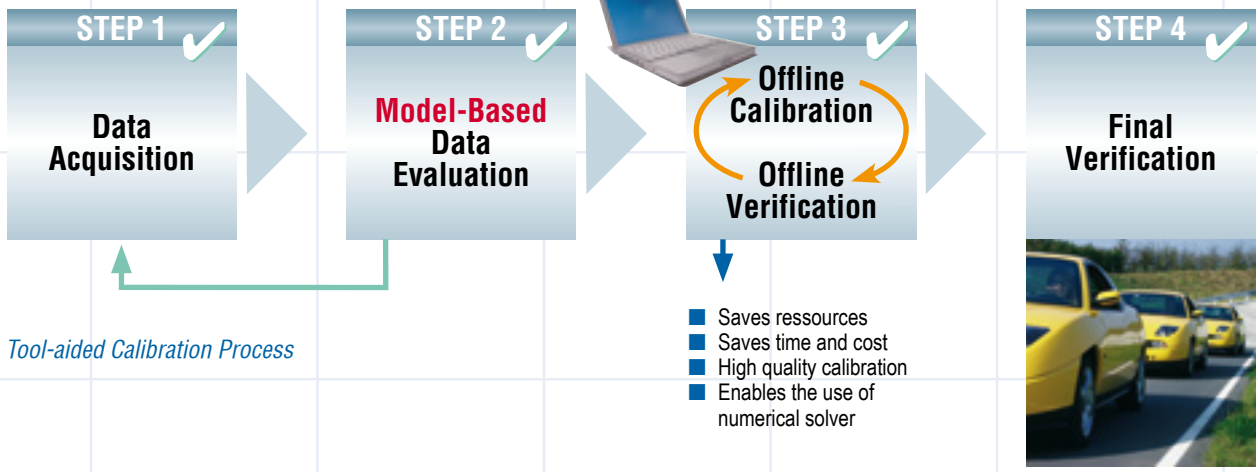 STEP 1
Data
Acquisition
STEP 2
Model-Based
Data
Evaluation
STEP 3
Offline
Calibration
Offline
Verification
STEP 4
Final
Verification
Tool-aided Calibration Process
Saves ressources
Saves time and cost
High quality calibration
Enables the use of
numerical solver